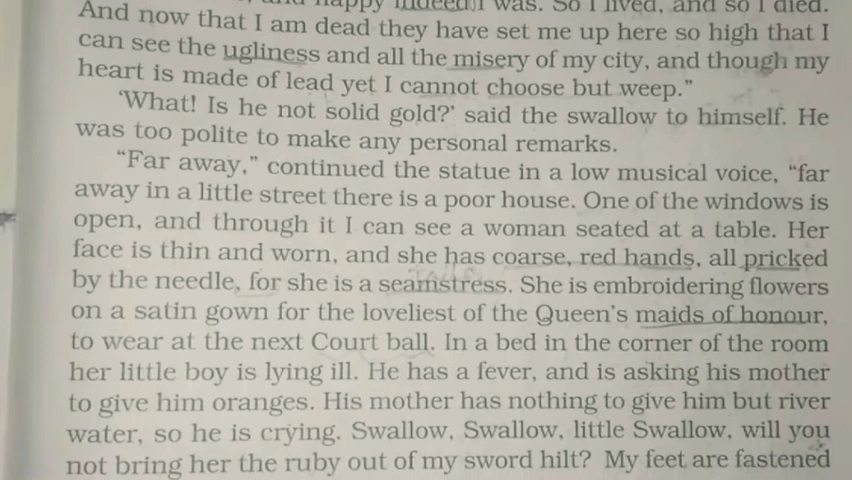 happy indeed I was. So I lived, and so I died.
And now that I am dead they have set me up here so high that I
can see the ugliness and all the misery of my city, and though my
heart is made of lead yet I cannot choose but weep.”
‘What! Is he not solid gold?’ said the swallow to himself. He
was too polite to make any personal remarks.
“Far away,” continued the statue in a low musical voice, “far
away in a little street there is a poor house. One of the windows is
open, and through it I can see a woman seated at a table. Her
face is thin and worn, and she has coarse, red hands, all pricked
by the needle, for she is a seamstress. She is embroidering flowers
on a satin gown for the loveliest of the Queen’s maids of honour,
to wear at the next Court ball. In a bed in the corner of the room
her little boy is lying ill. He has a fever, and is asking his mother
to give him oranges. His mother has nothing to give him but river
water, so he is crying. Swallow, Swallow, little Swallow, will you
not bring her the ruby out of my sword hilt? My feet are fastened